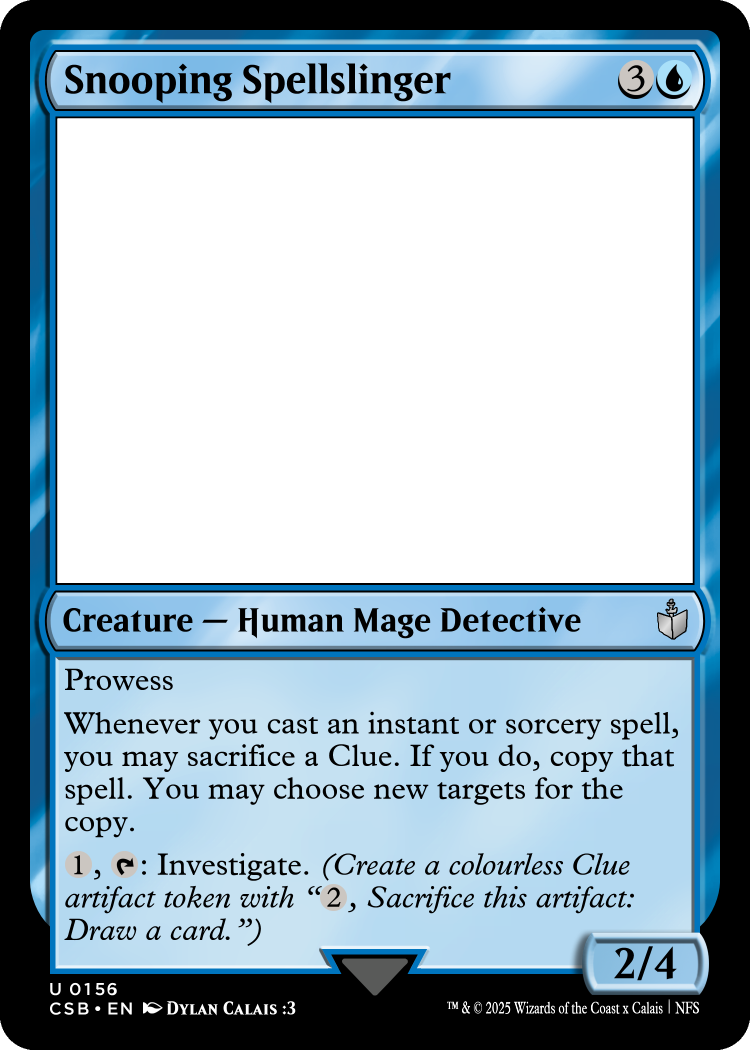 Snooping Spellslinger 3
Creature — Human Mage Detective
Prowess
Whenever you cast an instant or sorcery spell,
you may sacrifice a Clue. If you do, copy that
spell. You may choose new targets for the
copy.
1, : Investigate. (Create a colourless Clue
artifact token with “2, Sacrifice this artifact:
Draw a card.”)
2/4
U 0156
CSB • EN DYLAN CALAIS :3
™ & © 2025 Wizards of the Coast x Calais | NFS